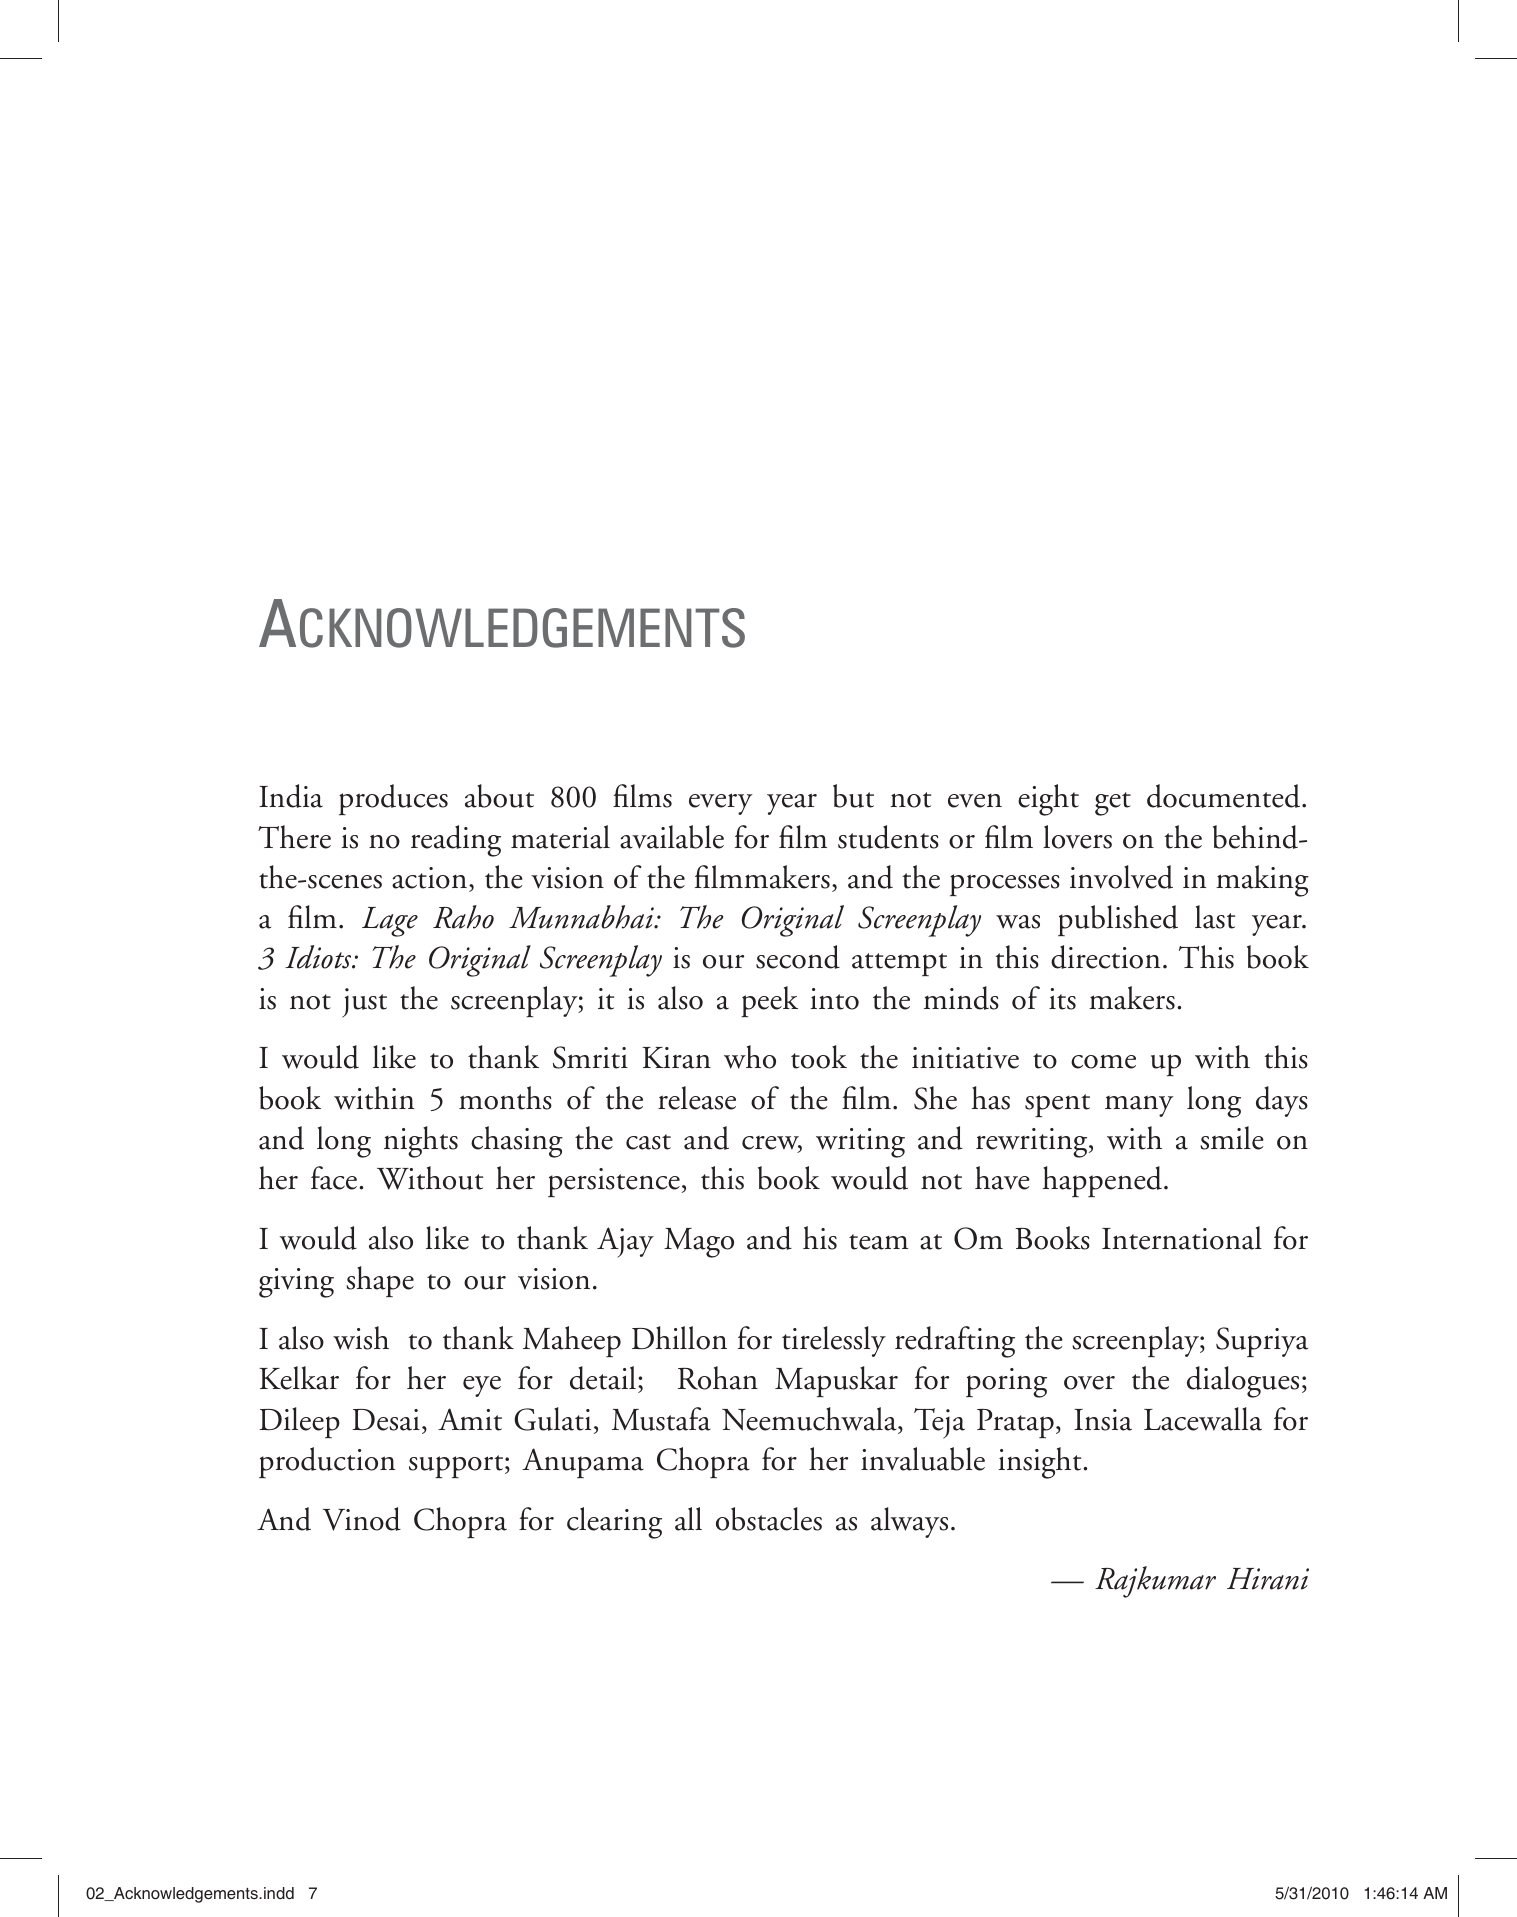 ACKNOWLEDGEMENTS
India produces about 800 films every year but not even eight get documented.
There is no reading material available for film students or film lovers on the behind-
the-scenes action, the vision of the filmmakers, and the processes involved in making
a film. Lage Raho Munnabhai: The Original Screenplay was published last year.
3 Idiots: The Original Screenplay is our second attempt in this direction. This book
is not just the screenplay; it is also a peek into the minds of its makers.
I would like to thank Smriti Kiran who took the initiative to come up with this
book within 5 months of the release of the film. She has spent many long days
and long nights chasing the cast and crew, writing and rewriting, with a smile on
her face. Without her persistence, this book would not have happened.
I would also like to thank Ajay Mago and his team at Om Books International for
giving shape to our vision.
I also wish  to thank Maheep Dhillon for tirelessly redrafting the screenplay; Supriya
Kelkar for her eye for detail;  Rohan Mapuskar for poring over the dialogues;
Dileep Desai, Amit Gulati, Mustafa Neemuchwala, Teja Pratap, Insia Lacewalla for
production support; Anupama Chopra for her invaluable insight.
And Vinod Chopra for clearing all obstacles as always.
— Rajkumar Hirani
02_Acknowledgements.indd   7     5/31/2010   1:46:14 AM